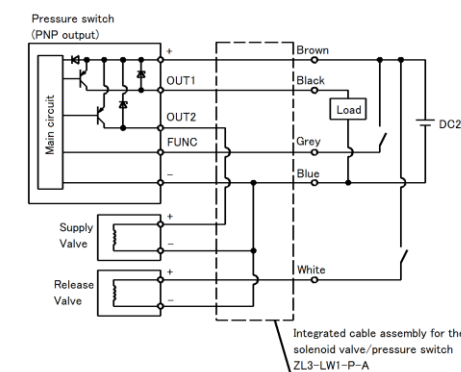 Pressure switch
(PNP output)
Main circuit
+
OUT1
OUT2
FUNC
-
Brown
Black
Load
Grey
Blue
DC2
Supply
Valve
+
-
White
Release
Valve
+
-
Integrated cable assembly for the
solenoid valve/pressure switch
ZL3-LW1-P-A